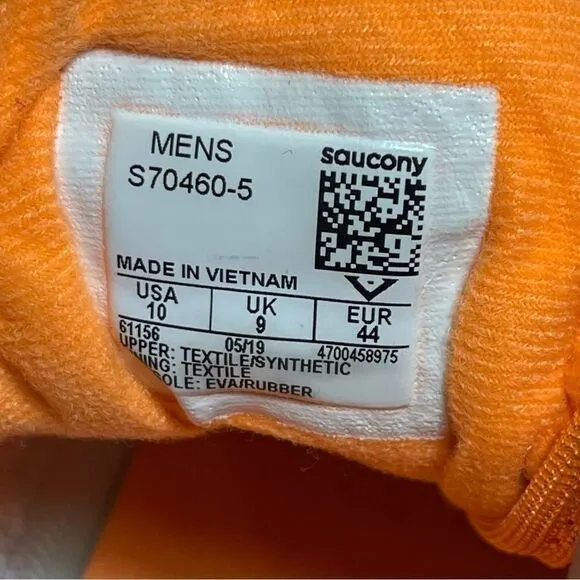 MENS
S70460-5
saucony
MADE IN VIETNAM
USA UK EUR
10 9 44
61156 05/19 4700458975
UPPER: TEXTILE/SYNTHETIC
TEXTILE
EVA/RUBBER